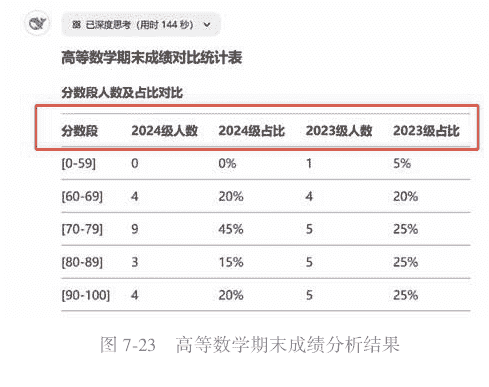 已深度思考（用时 144 秒）
高等数学期末成绩对比统计表
分数段人数及占比对比
分数段 2024级人数 2024级占比 2023级人数 2023级占比
[0-59] 0 0% 1 5%
[60-69] 4 20% 4 20%
[70-79] 9 45% 5 25%
[80-89] 3 15% 5 25%
[90-100] 4 20% 5 25%
图 7-23 高等数学期末成绩分析结果